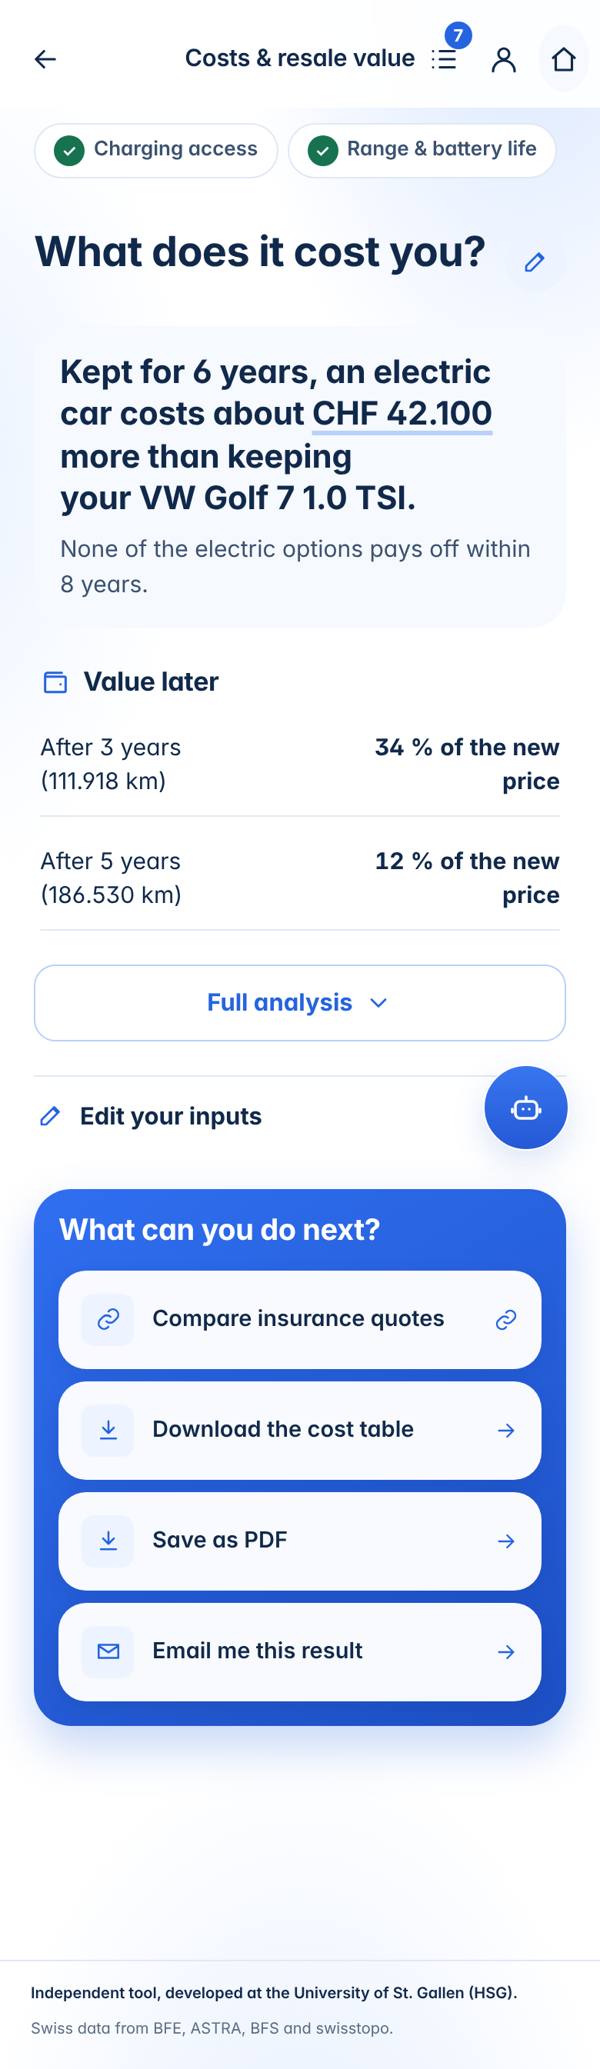 Costs & resale value
7
Charging access
Range & battery life
What does it cost you?
Kept for 6 years, an electric
car costs about CHF 42.100
more than keeping
your VW Golf 7 1.0 TSI.
None of the electric options pays off within
8 years.
Value later
After 3 years
(111.918 km)
34 % of the new
price
After 5 years
(186.530 km)
12 % of the new
price
Full analysis
Edit your inputs
What can you do next?
Compare insurance quotes
Download the cost table
Save as PDF
Email me this result
Independent tool, developed at the University of St. Gallen (HSG).
Swiss data from BFE, ASTRA, BFS and swisstopo.